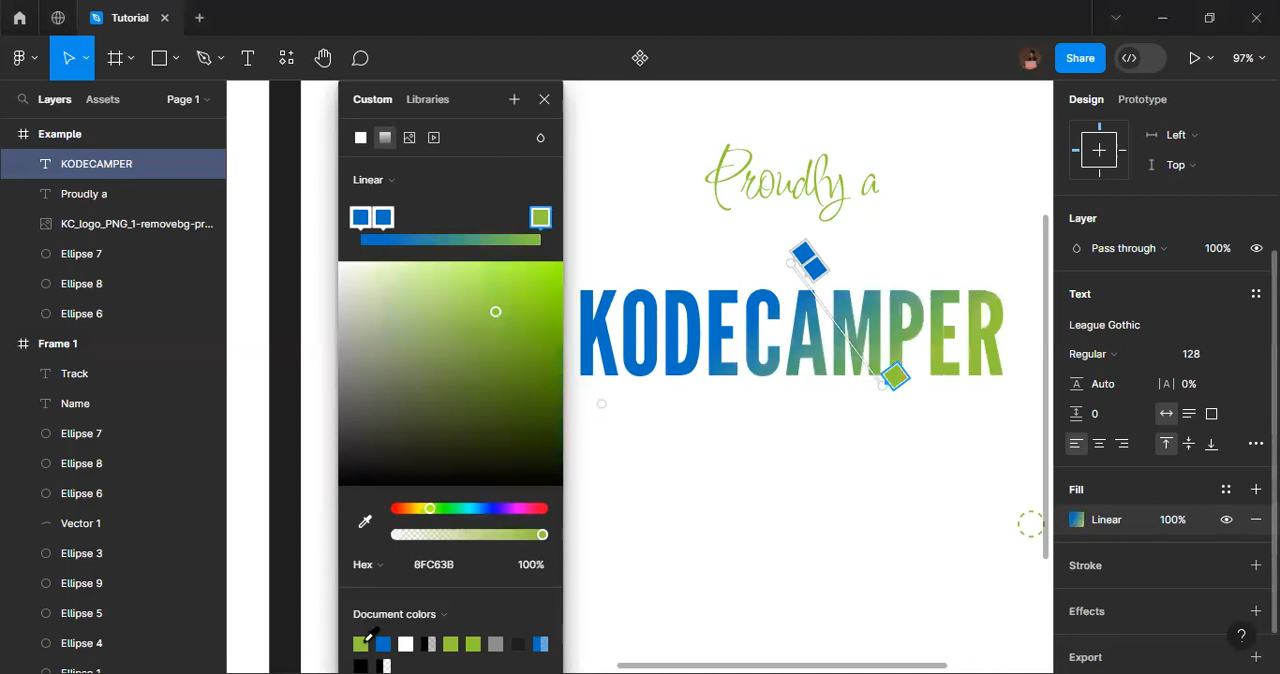 Tutorial
Share
97%
Layers Assets Page 1
Example
KODECAMPER
Proudly a
KC_logo_PNG_1-removebg-pr...
Ellipse 7
Ellipse 8
Ellipse 6
Frame 1
Track
Name
Ellipse 7
Ellipse 8
Ellipse 6
Vector 1
Ellipse 3
Ellipse 9
Ellipse 5
Ellipse 4
Custom Libraries
Linear
Hex 8FC63B 100%
Document colors
Proudly a
KODECAMPER
Design Prototype
Left
Top
Layer
Pass through 100%
Text
League Gothic
Regular 128
Auto |A| 0%
0
Fill
Linear 100%
Stroke
Effects
Export
?